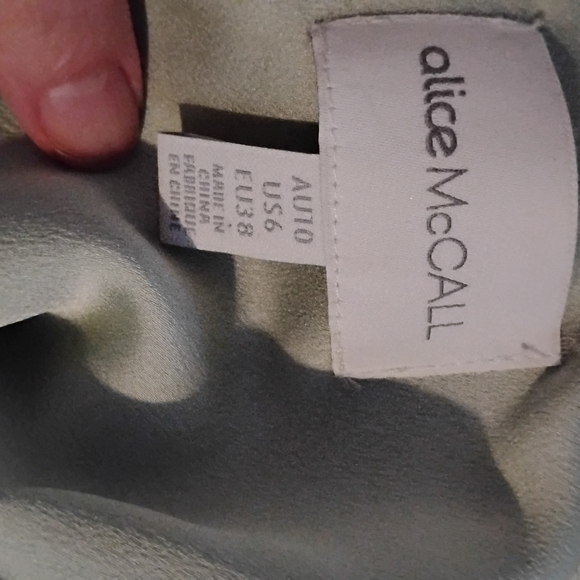 alice McCALL
AU10
US6
EU38
MADE IN
CHINA
FABRIQUE
EN CHINE